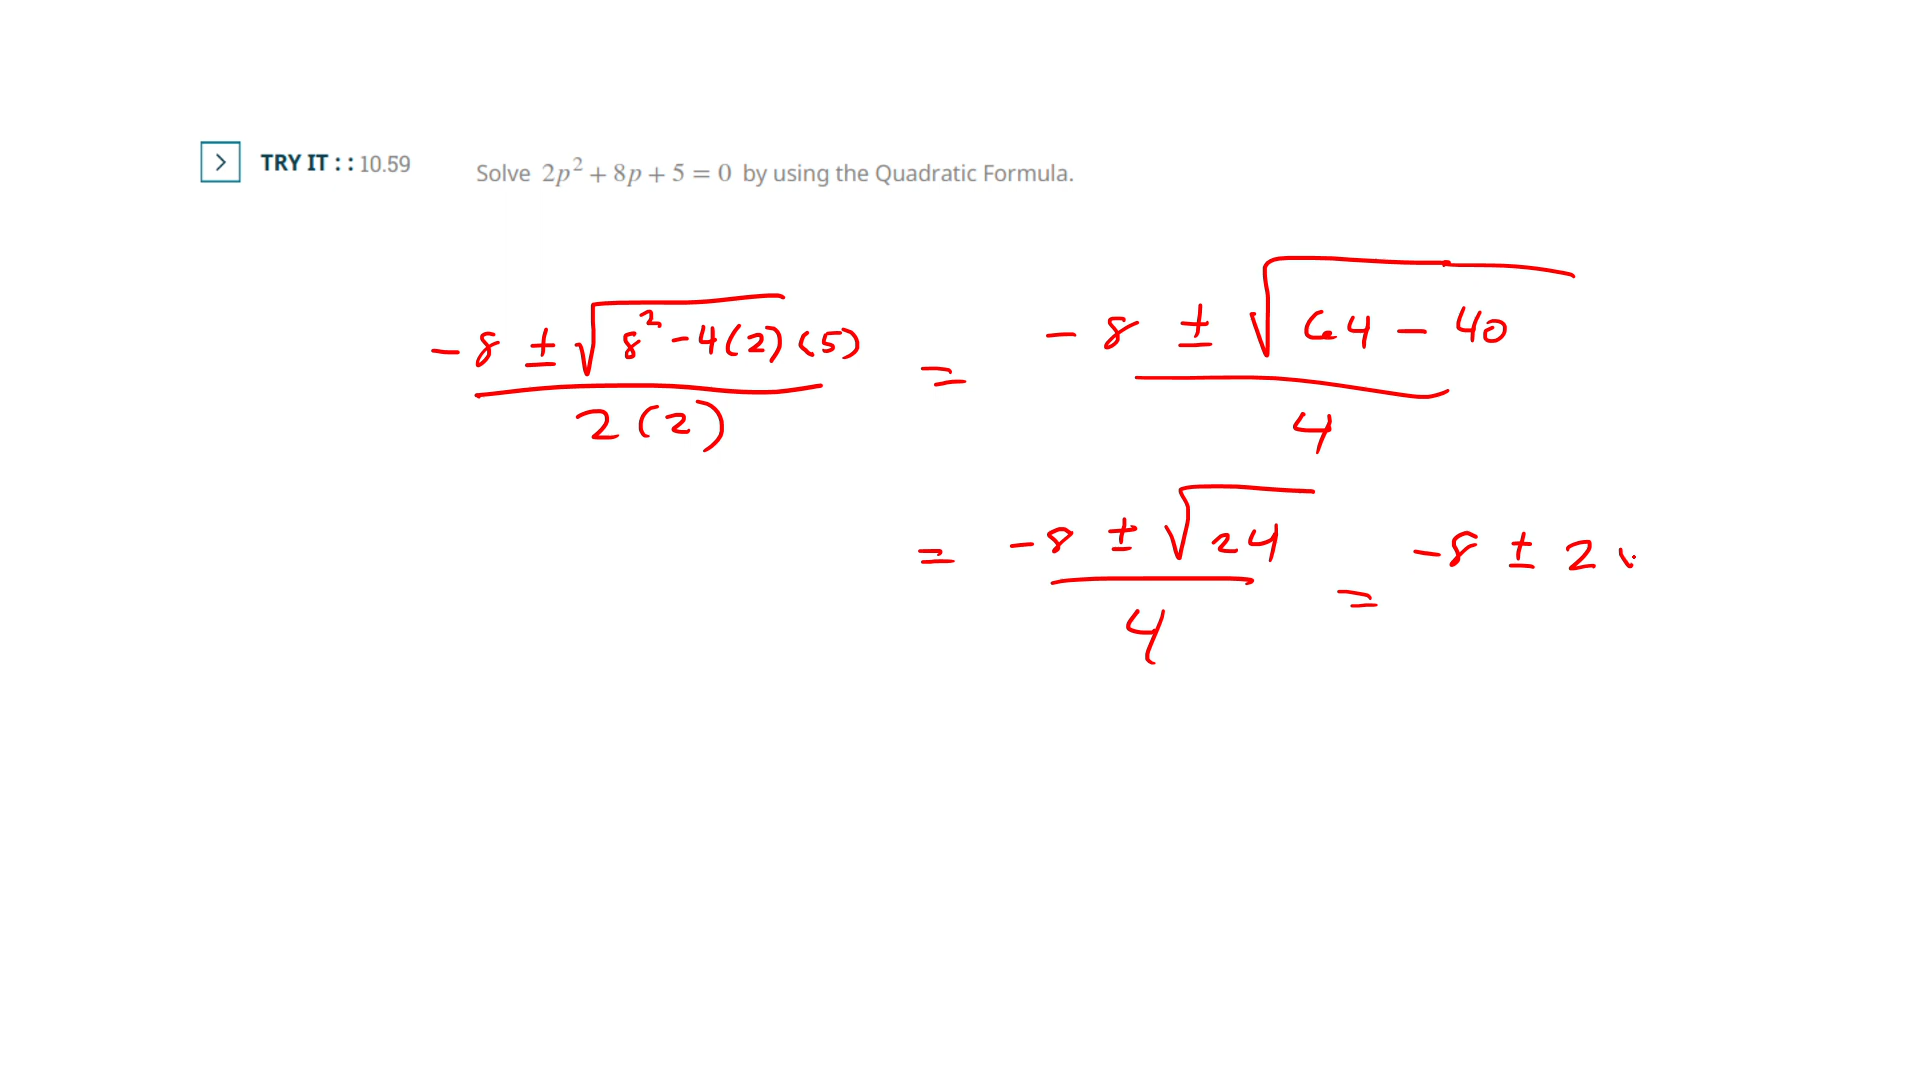 > TRY IT : : 10.59 Solve 2p² + 8p + 5 = 0 by using the Quadratic Formula.
-8 ± √(8² - 4(2)(5)) / 2(2) = -8 ± √(64 - 40) / 4
= -8 ± √24 / 4 = -8 ± 2